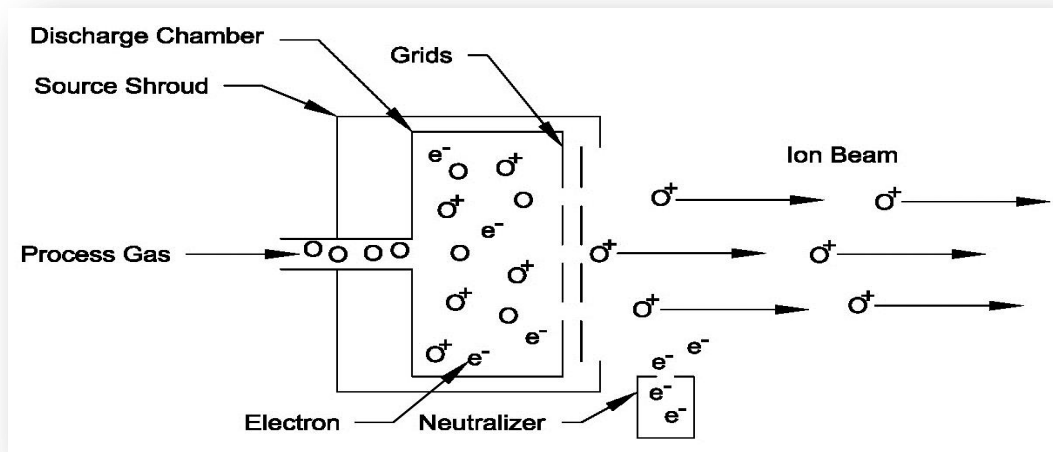 Discharge Chamber
Grids
Source Shroud
Ion Beam
e⁻
O⁺
O⁺
O
O⁺
O⁺
O
e⁻
Process Gas
O O O O
O
O⁺
O⁺
O⁺
O⁺
O
O⁺
O⁺
e⁻
O⁺
e⁻
e⁻
e⁻
e⁻
e⁻
Electron
Neutralizer